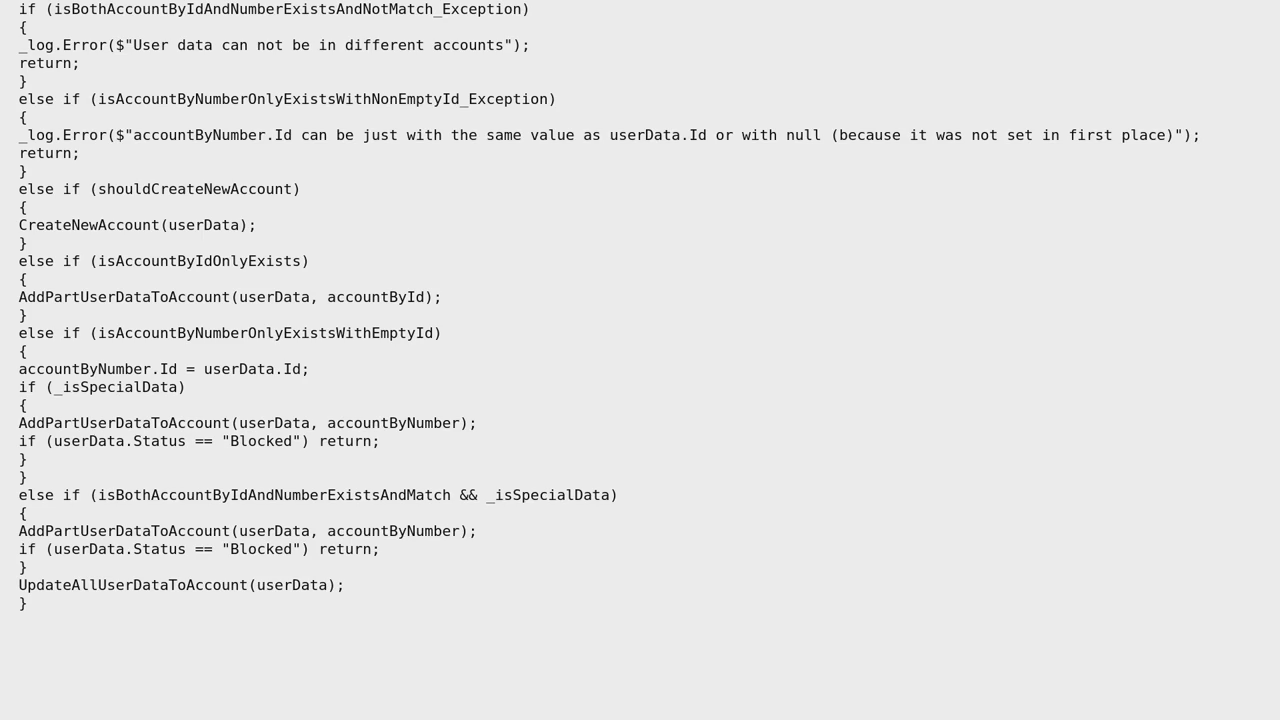 if (isBothAccountByIdAndNumberExistsAndNotMatch_Exception)
{
_log.Error($"User data can not be in different accounts");
return;
}
else if (isAccountByNumberOnlyExistsWithNonEmptyId_Exception)
{
_log.Error($"accountByNumber.Id can be just with the same value as userData.Id or with null (because it was not set in first place)");
return;
}
else if (shouldCreateNewAccount)
{
CreateNewAccount(userData);
}
else if (isAccountByIdOnlyExists)
{
AddPartUserDataToAccount(userData, accountById);
}
else if (isAccountByNumberOnlyExistsWithEmptyId)
{
accountByNumber.Id = userData.Id;
if (_isSpecialData)
{
AddPartUserDataToAccount(userData, accountByNumber);
if (userData.Status == "Blocked") return;
}
}
else if (isBothAccountByIdAndNumberExistsAndMatch && _isSpecialData)
{
AddPartUserDataToAccount(userData, accountByNumber);
if (userData.Status == "Blocked") return;
}
UpdateAllUserDataToAccount(userData);
}